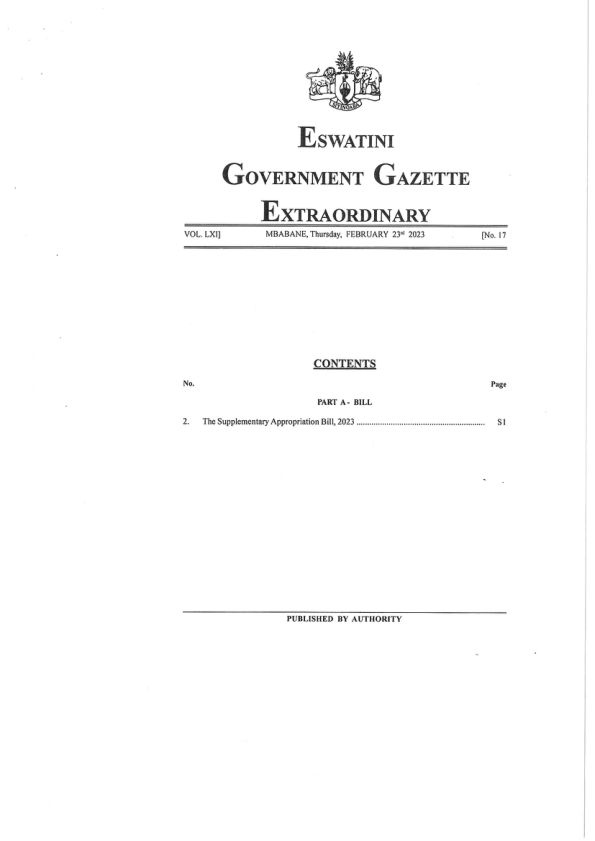 ESWATINI
GOVERNMENT GAZETTE
EXTRAORDINARY
VOL. LXI] MBABANE, Thursday, FEBRUARY 23rd 2023 [No. 17
CONTENTS
No. Page
PART A - BILL
2. The Supplementary Appropriation Bill, 2023 ............................................................... S1
PUBLISHED BY AUTHORITY